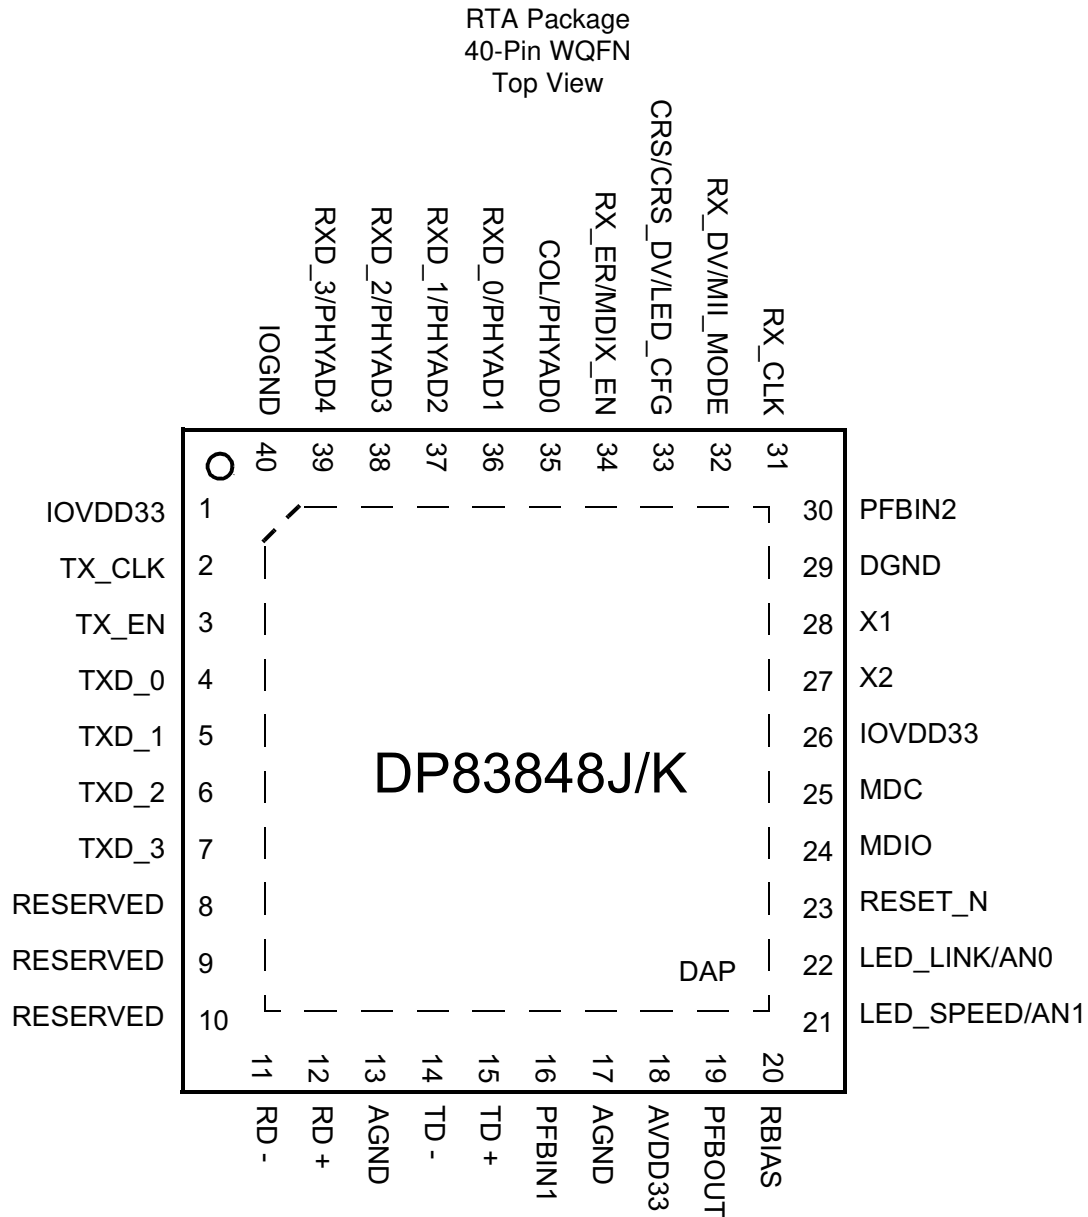 RTA Package
40-Pin WQFN
Top View
IOGND
RXD_3/PHYAD4
RXD_2/PHYAD3
RXD_1/PHYAD2
RXD_0/PHYAD1
COL/PHYAD0
RX_ER/MDIX_EN
CRS/CRS_DV/LED_CFG
RX_DV/MII_MODE
RX_CLK
40
39
38
37
36
35
34
33
32
31
IOVDD33 1
TX_CLK 2
TX_EN 3
TXD_0 4
TXD_1 5
TXD_2 6
TXD_3 7
RESERVED 8
RESERVED 9
RESERVED 10
DP83848J/K
DAP
30 PFBIN2
29 DGND
28 X1
27 X2
26 IOVDD33
25 MDC
24 MDIO
23 RESET_N
22 LED_LINK/AN0
21 LED_SPEED/AN1
11
12
13
14
15
16
17
18
19
20
RD -
RD +
AGND
TD -
TD +
PFBIN1
AGND
AVDD33
PFBOUT
RBIAS